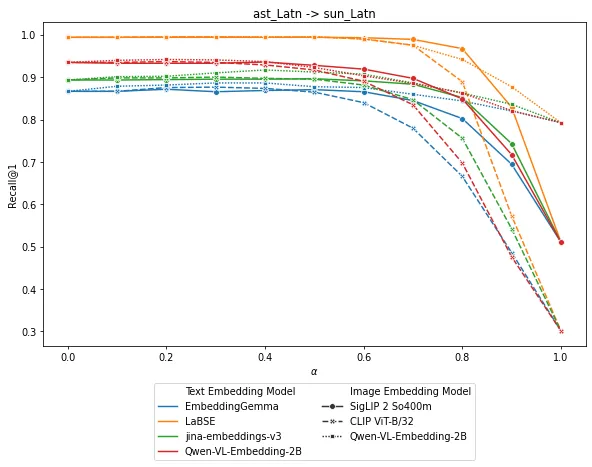 ast_Latn -> sun_Latn
Recall@1
1.0
0.9
0.8
0.7
0.6
0.5
0.4
0.3
0.0
0.2
0.4
0.6
0.8
1.0
α
Text Embedding Model
EmbeddingGemma
LaBSE
jina-embeddings-v3
Qwen-VL-Embedding-2B
Image Embedding Model
SigLIP 2 So400m
CLIP ViT-B/32
Qwen-VL-Embedding-2B